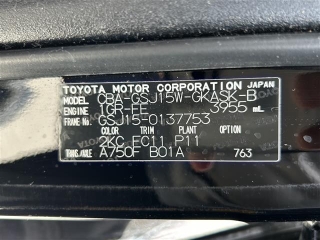 TOYOTA MOTOR CORPORATION JAPAN
MODEL CBA-GSJ15W-GKASK-B
ENGINE 1GR-FE 3955 mL
FRAME No. GSJ15-0137753
COLOR TRIM PLANT
2KC EC11 P11
TRANS./AXLE A750F B01A 763